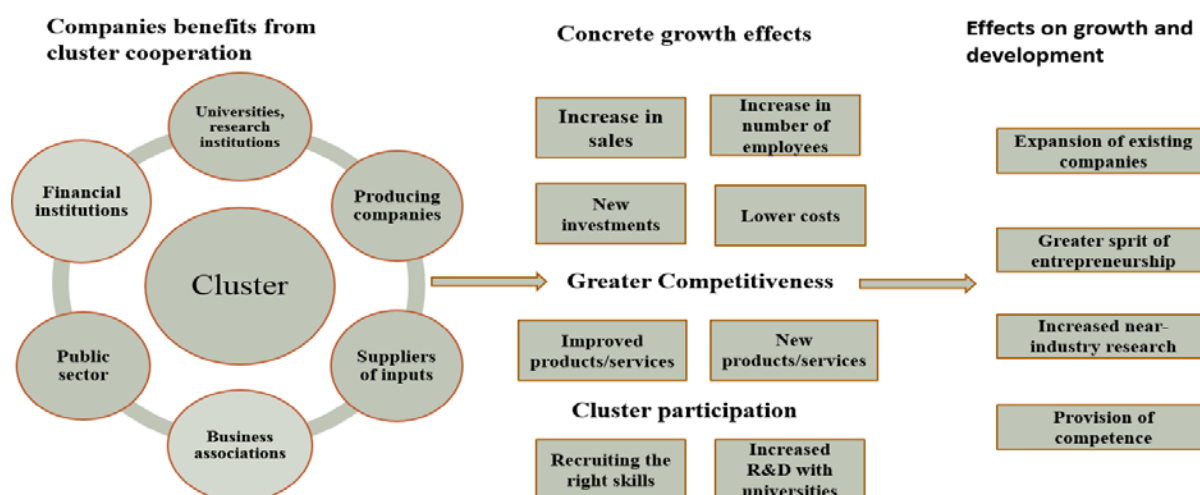 Companies benefits from
cluster cooperation
Universities,
research
institutions
Financial
institutions
Producing
companies
Cluster
Public
sector
Suppliers
of inputs
Business
associations
Concrete growth effects
Increase in
sales
Increase in
number of
employees
New
investments
Lower costs
Greater Competitiveness
Improved
products/services
New
products/services
Cluster participation
Recruiting the
right skills
Increased
R&D with
universities
Effects on growth and
development
Expansion of existing
companies
Greater sprit of
entrepreneurship
Increased near-
industry research
Provision of
competence